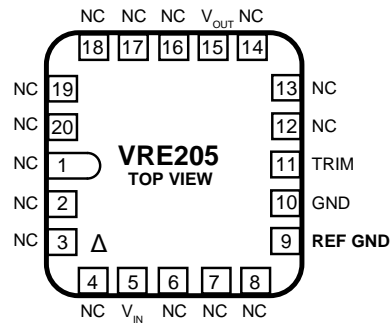 NC NC NC VOUT NC
18 17 16 15 14
NC 19 13 NC
NC 20 12 NC
NC 1 VRE205 11 TRIM
TOP VIEW
NC 2 10 GND
NC 3 Δ 9 REF GND
4 5 6 7 8
NC VIN NC NC NC